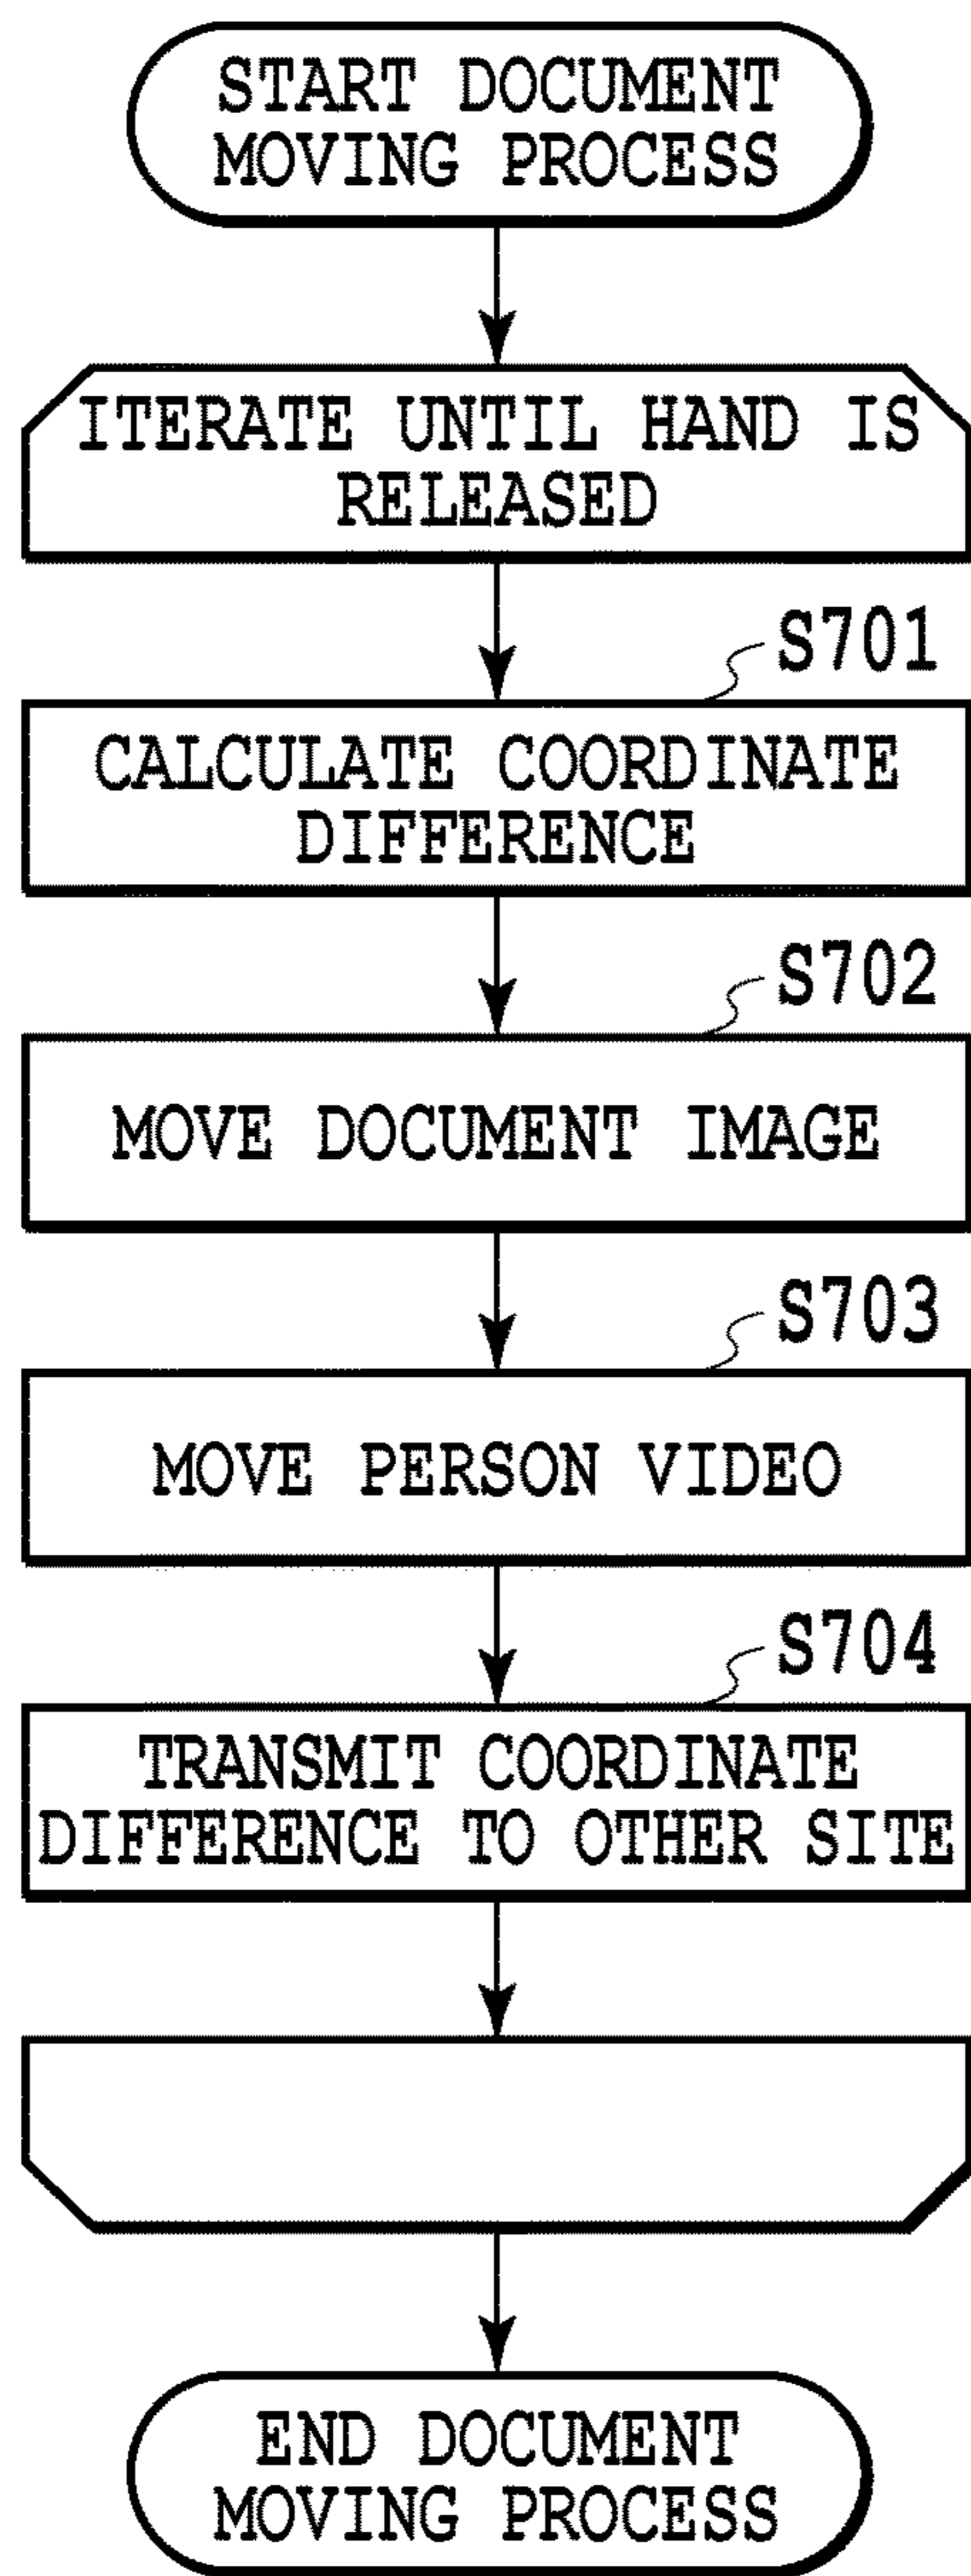 START DOCUMENT
MOVING PROCESS
ITERATE UNTIL HAND IS
RELEASED
S701
CALCULATE COORDINATE
DIFFERENCE
S702
MOVE DOCUMENT IMAGE
S703
MOVE PERSON VIDEO
S704
TRANSMIT COORDINATE
DIFFERENCE TO OTHER SITE
END DOCUMENT
MOVING PROCESS